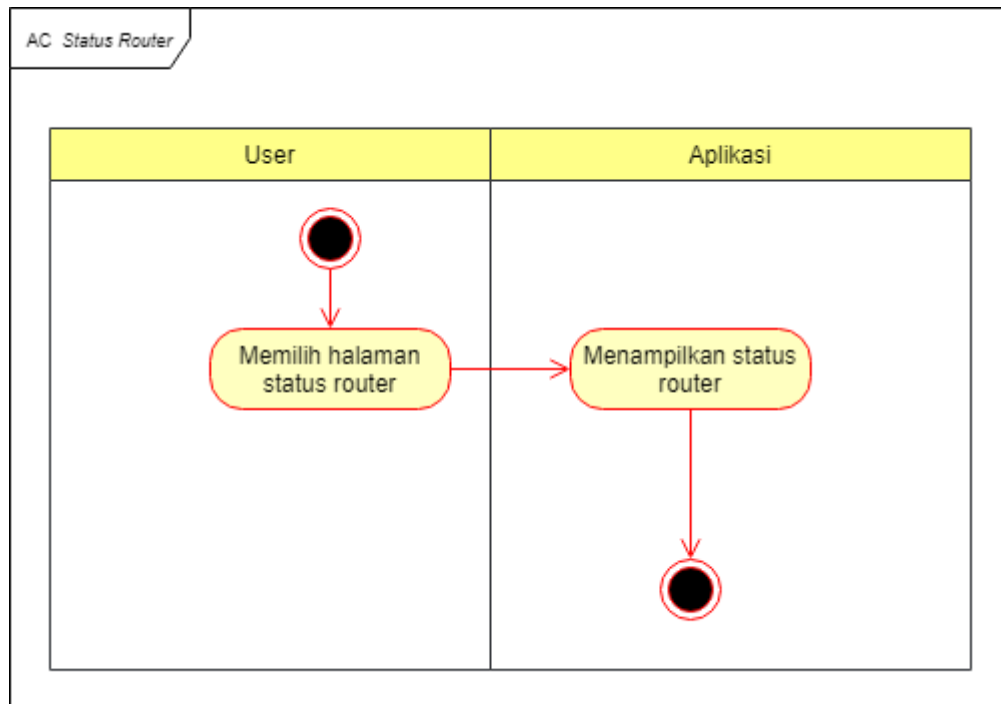 AC Status Router
User
Aplikasi
Memilih halaman
status router
Menampilkan status
router